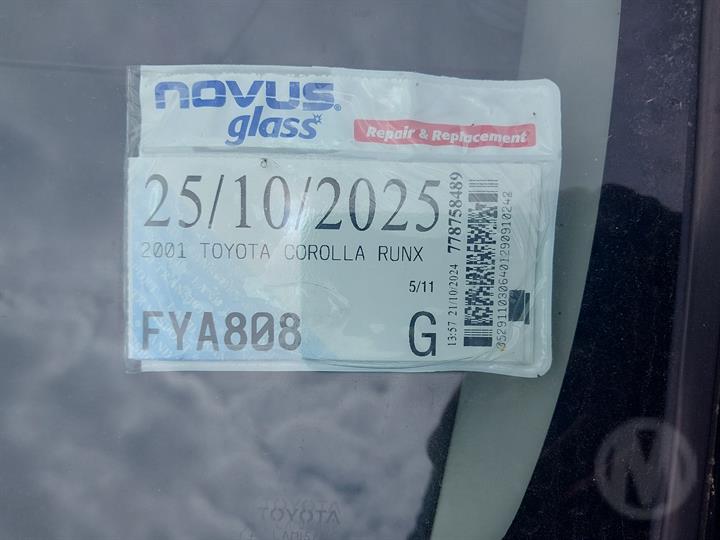 novus®
glass
Repair & Replacement
25/10/2025
2001 TOYOTA COROLLA RUNX
5/11
FYA808
G
13:57 21/10/2024 778758489
TOYOTA
M